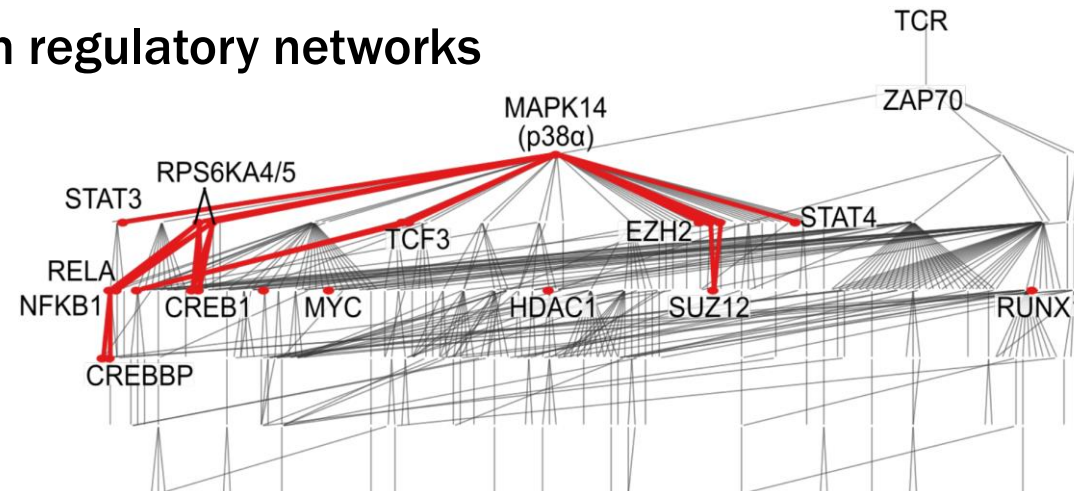 n regulatory networks
TCR
ZAP70
MAPK14
(p38α)
RPS6KA4/5
STAT3
TCF3
EZH2
STAT4
RELA
NFKB1
CREB1
MYC
HDAC1
SUZ12
RUNX
CREBBP